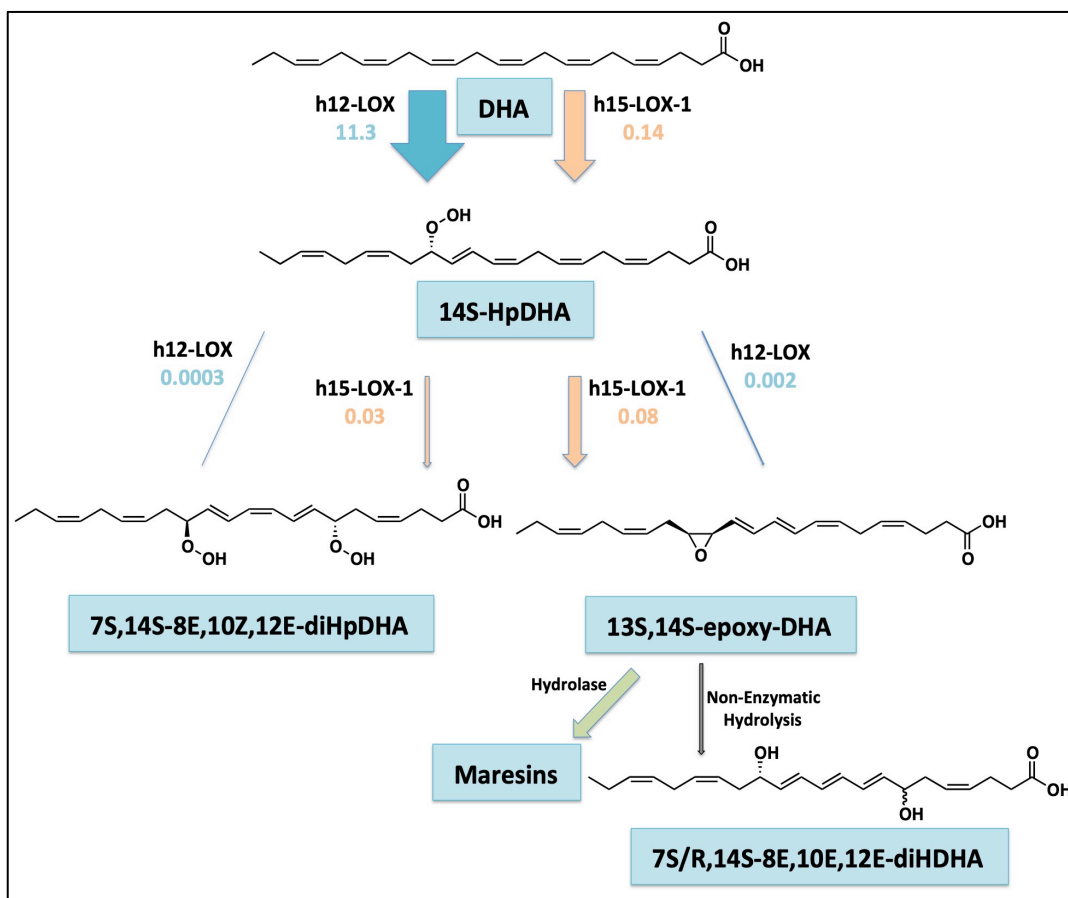 O
OH
h12-LOX
11.3
DHA
h15-LOX-1
0.14
OH
O
O
OH
14S-HpDHA
h12-LOX
0.0003
h15-LOX-1
0.03
h15-LOX-1
0.08
h12-LOX
0.002
O
OH
O
OH
O
OH
7S,14S-8E,10Z,12E-diHpDHA
O
OH
O
13S,14S-epoxy-DHA
Hydrolase
Non-Enzymatic
Hydrolysis
Maresins
OH
O
OH
OH
7S/R,14S-8E,10E,12E-diHDHA